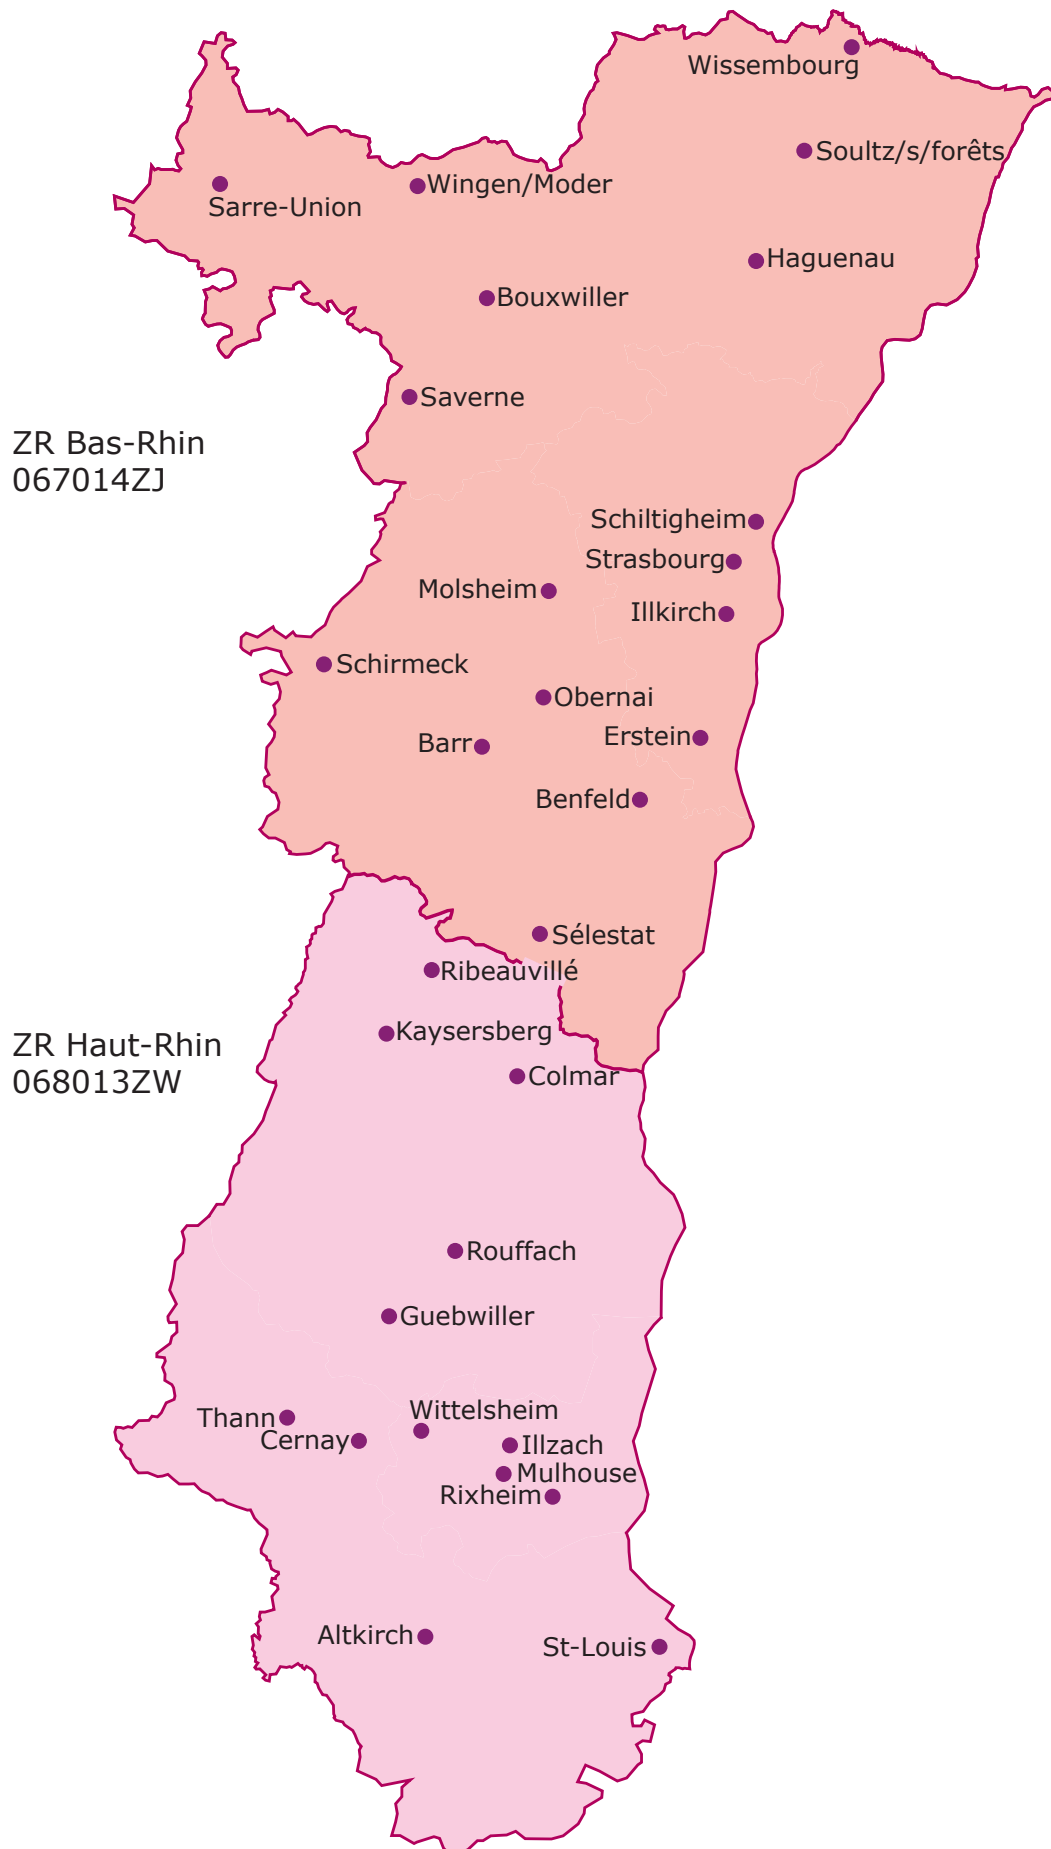 Wissembourg
Soultz/s/forêts
Wingen/Moder
Sarre-Union
Haguenau
Bouxwiller
Saverne
ZR Bas-Rhin
067014ZJ
Schiltigheim
Strasbourg
Molsheim
Illkirch
Schirmeck
Obernai
Erstein
Barr
Benfeld
Sélestat
Ribeauvillé
Kaysersberg
ZR Haut-Rhin
068013ZW
Colmar
Rouffach
Guebwiller
Wittelsheim
Thann
Cernay
Illzach
Mulhouse
Rixheim
Altkirch
St-Louis